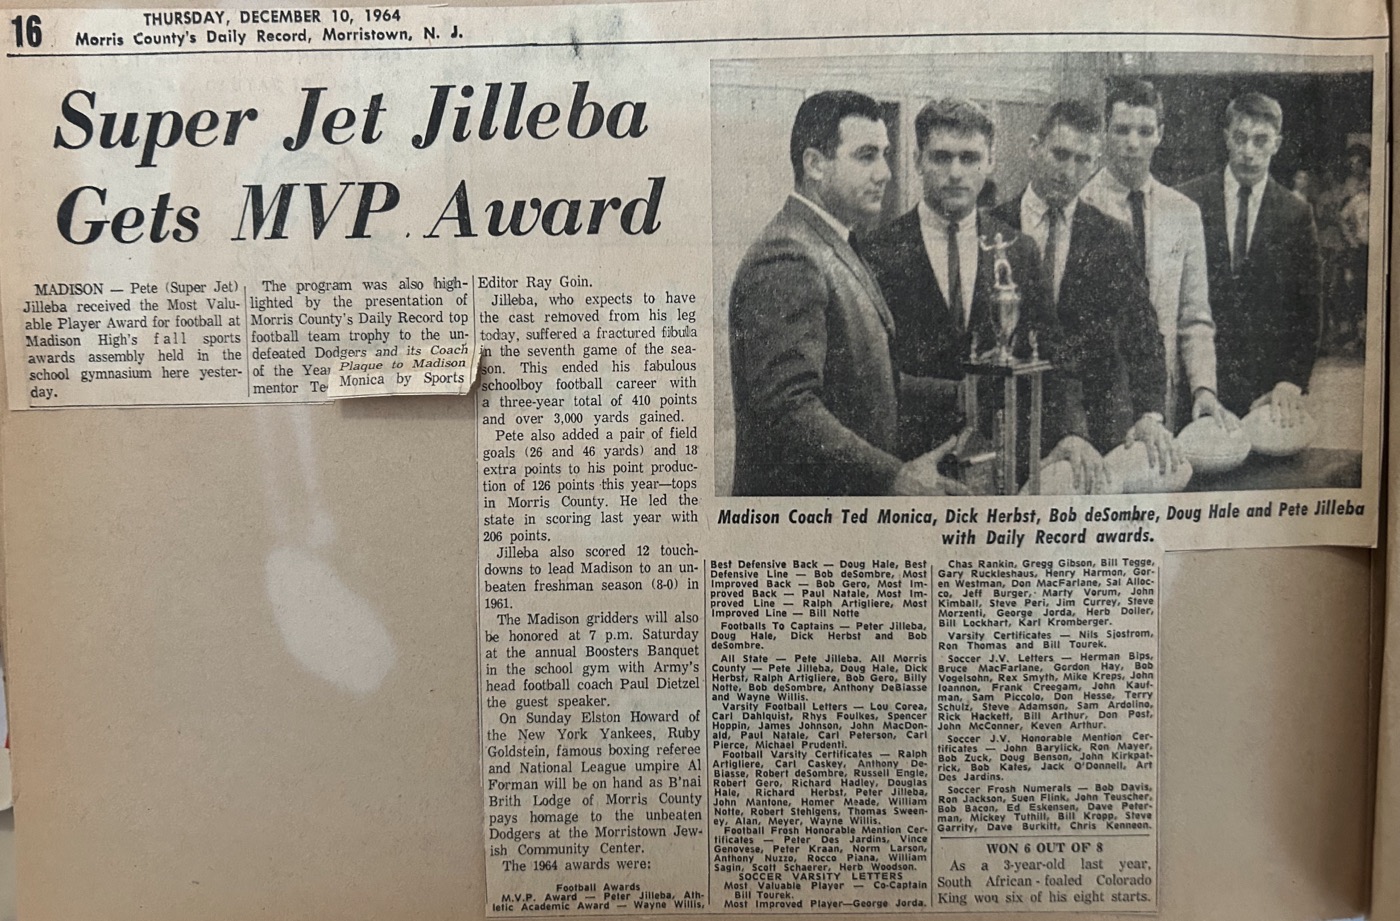 16
THURSDAY, DECEMBER 10, 1964
Morris County's Daily Record, Morristown, N. J.
Super Jet Jilleba
Gets MVP Award
MADISON — Pete (Super Jet)
Jilleba received the Most Valu-
able Player Award for football at
Madison High's fall sports
awards assembly held in the
school gymnasium here yester-
day.
The program was also high-
lighted by the presentation of
Morris County's Daily Record top
football team trophy to the un-
defeated Dodgers and its Coach
of the Year Plaque to Madison
mentor Te Monica by Sports
Editor Ray Goin.
Jilleba, who expects to have
the cast removed from his leg
today, suffered a fractured fibula
in the seventh game of the sea-
son. This ended his fabulous
schoolboy football career with
a three-year total of 410 points
and over 3,000 yards gained.
Pete also added a pair of field
goals (26 and 46 yards) and 18
extra points to his point produc-
tion of 126 points this year—tops
in Morris County. He led the
state in scoring last year with
206 points.
Jilleba also scored 12 touch-
downs to lead Madison to an un-
beaten freshman season (8-0) in
1961.
The Madison gridders will also
be honored at 7 p.m. Saturday
at the annual Boosters Banquet
in the school gym with Army's
head football coach Paul Dietzel
the guest speaker.
On Sunday Elston Howard of
the New York Yankees, Ruby
Goldstein, famous boxing referee
and National League umpire Al
Forman will be on hand as B'nai
Brith Lodge of Morris County
pays homage to the unbeaten
Dodgers at the Morristown Jew-
ish Community Center.
The 1964 awards were:
Football Awards
M.V.P. Award — Peter Jilleba, Ath-
letic Academic Award — Wayne Willis,
Madison Coach Ted Monica, Dick Herbst, Bob deSombre, Doug Hale and Pete Jilleba
with Daily Record awards.
Best Defensive Back — Doug Hale, Best
Defensive Line — Bob deSombre, Most
Improved Back — Bob Gero, Most Im-
proved Back — Paul Natale, Most Im-
proved Line — Ralph Artigliere, Most
Improved Line — Bill Notte
Footballs To Captains — Peter Jilleba,
Doug Hale, Dick Herbst and Bob
deSombre.
All State — Pete Jilleba. All Morris
County — Pete Jilleba, Doug Hale, Dick
Herbst, Ralph Artigliere, Bob Gero, Billy
Notte, Bob deSombre, Anthony DeBiasse
and Wayne Willis.
Varsity Football Letters — Lou Corea,
Carl Dahlquist, Rhys Foulkes, Spencer
Hoppin, James Johnson, John MacDon-
ald, Paul Natale, Carl Peterson, Carl
Pierce, Michael Prudenti.
Football Varsity Certificates — Ralph
Artigliere, Carl Caskey, Anthony De-
Biasse, Robert deSombre, Russell Engle,
Robert Gero, Richard Hadley, Douglas
Hale, Richard Herbst, Peter Jilleba,
John Mantone, Homer Meade, William
Notte, Robert Stehlgens, Thomas Sween-
ey, Alan, Meyer, Wayne Willis.
Football Frosh Honorable Mention Cer-
tificates — Peter Des Jardins, Vince
Genovese, Peter Kraan, Norm Larson,
Anthony Nuzzo, Rocco Piana, William
Sagin, Scott Schaerer, Herb Woodson.
SOCCER VARSITY LETTERS
Most Valuable Player — Co-Captain
Bill Tourek.
Most Improved Player—George Jorda.
Chas Rankin, Gregg Gibson, Bill Tegge,
Gary Ruckleshaus, Henry Harmon, Gor-
en Westman, Don MacFarlane, Sal Alloc-
co, Jeff Burger, Marty Vorum, John
Kimball, Steve Peri, Jim Currey, Steve
Morzenti, George Jorda, Herb Doller,
Bill Lockhart, Karl Kromberger.
Varsity Certificates — Nils Sjostrom,
Ron Thomas and Bill Tourek.
Soccer J.V. Letters — Herman Bips,
Bruce MacFarlane, Gordon Hay, Bob
Vogelsohn, Rex Smyth, Mike Kreps, John
Ioannon, Frank Creegam, John Kauf-
man, Sam Piccolo, Don Hesse, Terry
Schulz, Steve Adamson, Sam Ardolino,
Rick Hackett, Bill Arthur, Don Post,
John McConner, Keven Arthur.
Soccer J.V. Honorable Mention Cer-
tificates — John Barylick, Ron Mayer,
Bob Zuck, Doug Benson, John Kirkpat-
rick, Bob Kates, Jack O'Donnell, Art
Des Jardins.
Soccer Frosh Numerals — Bob Davis,
Ron Jackson, Suen Flink, John Teuscher,
Bob Bacon, Ed Eskensen, Dave Peter-
man, Mickey Tuthill, Bill Kropp, Steve
Garrity, Dave Burkitt, Chris Kenneon.
WON 6 OUT OF 8
As a 3-year-old last year,
South African-foaled Colorado
King won six of his eight starts.